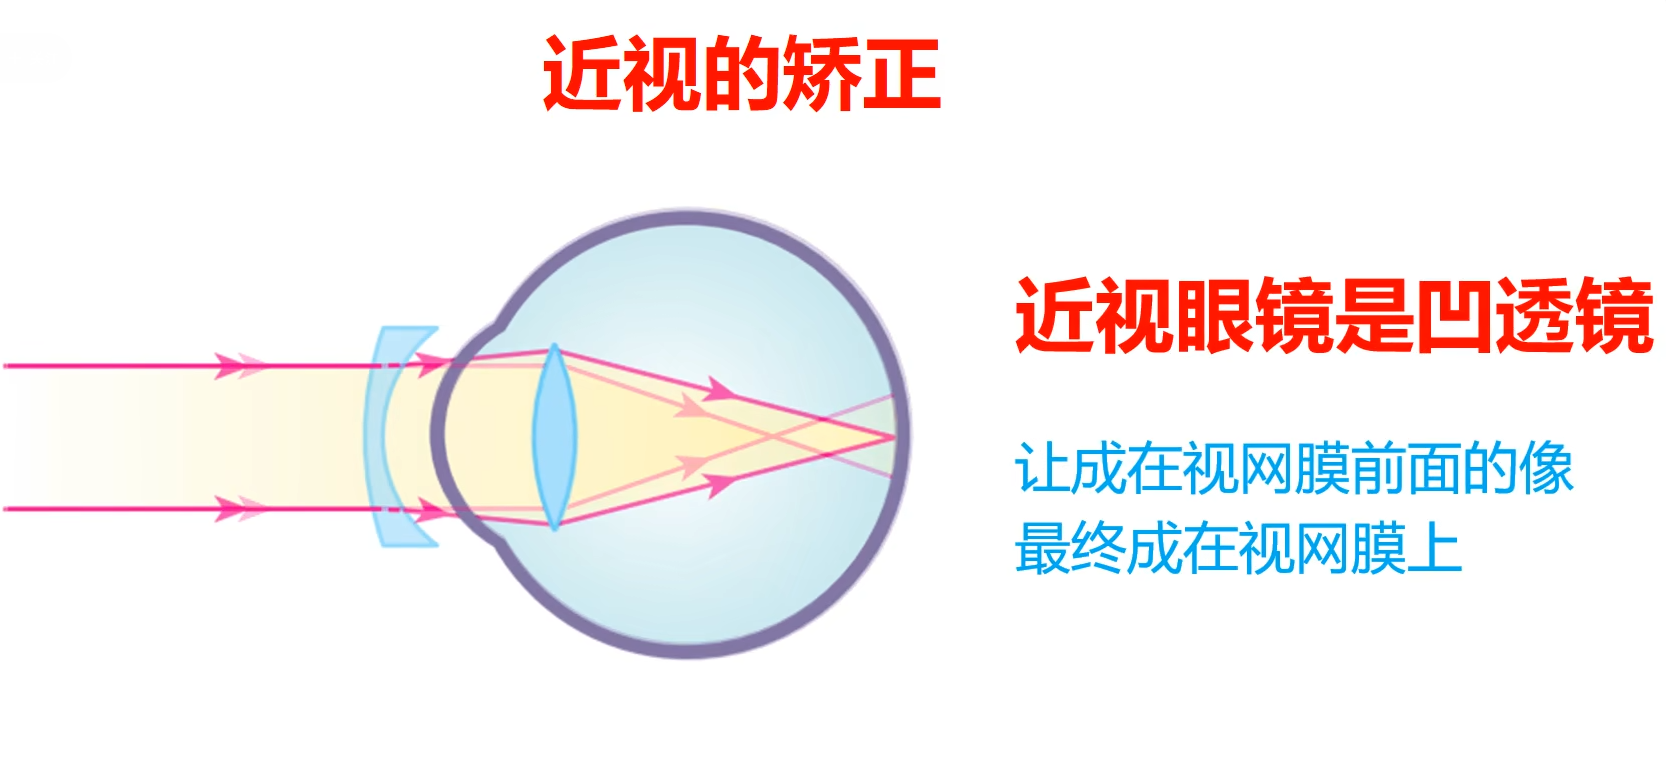 近视的矫正
近视眼镜是凹透镜
让成在视网膜前面的像
最终成在视网膜上